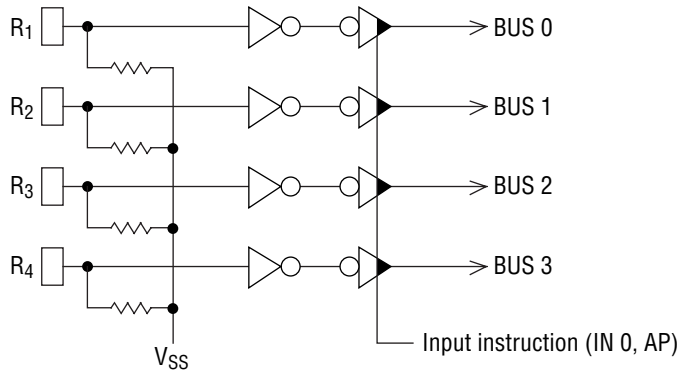 R1 BUS 0
R2 BUS 1
R3 BUS 2
R4 BUS 3
VSS
Input instruction (IN 0, AP)